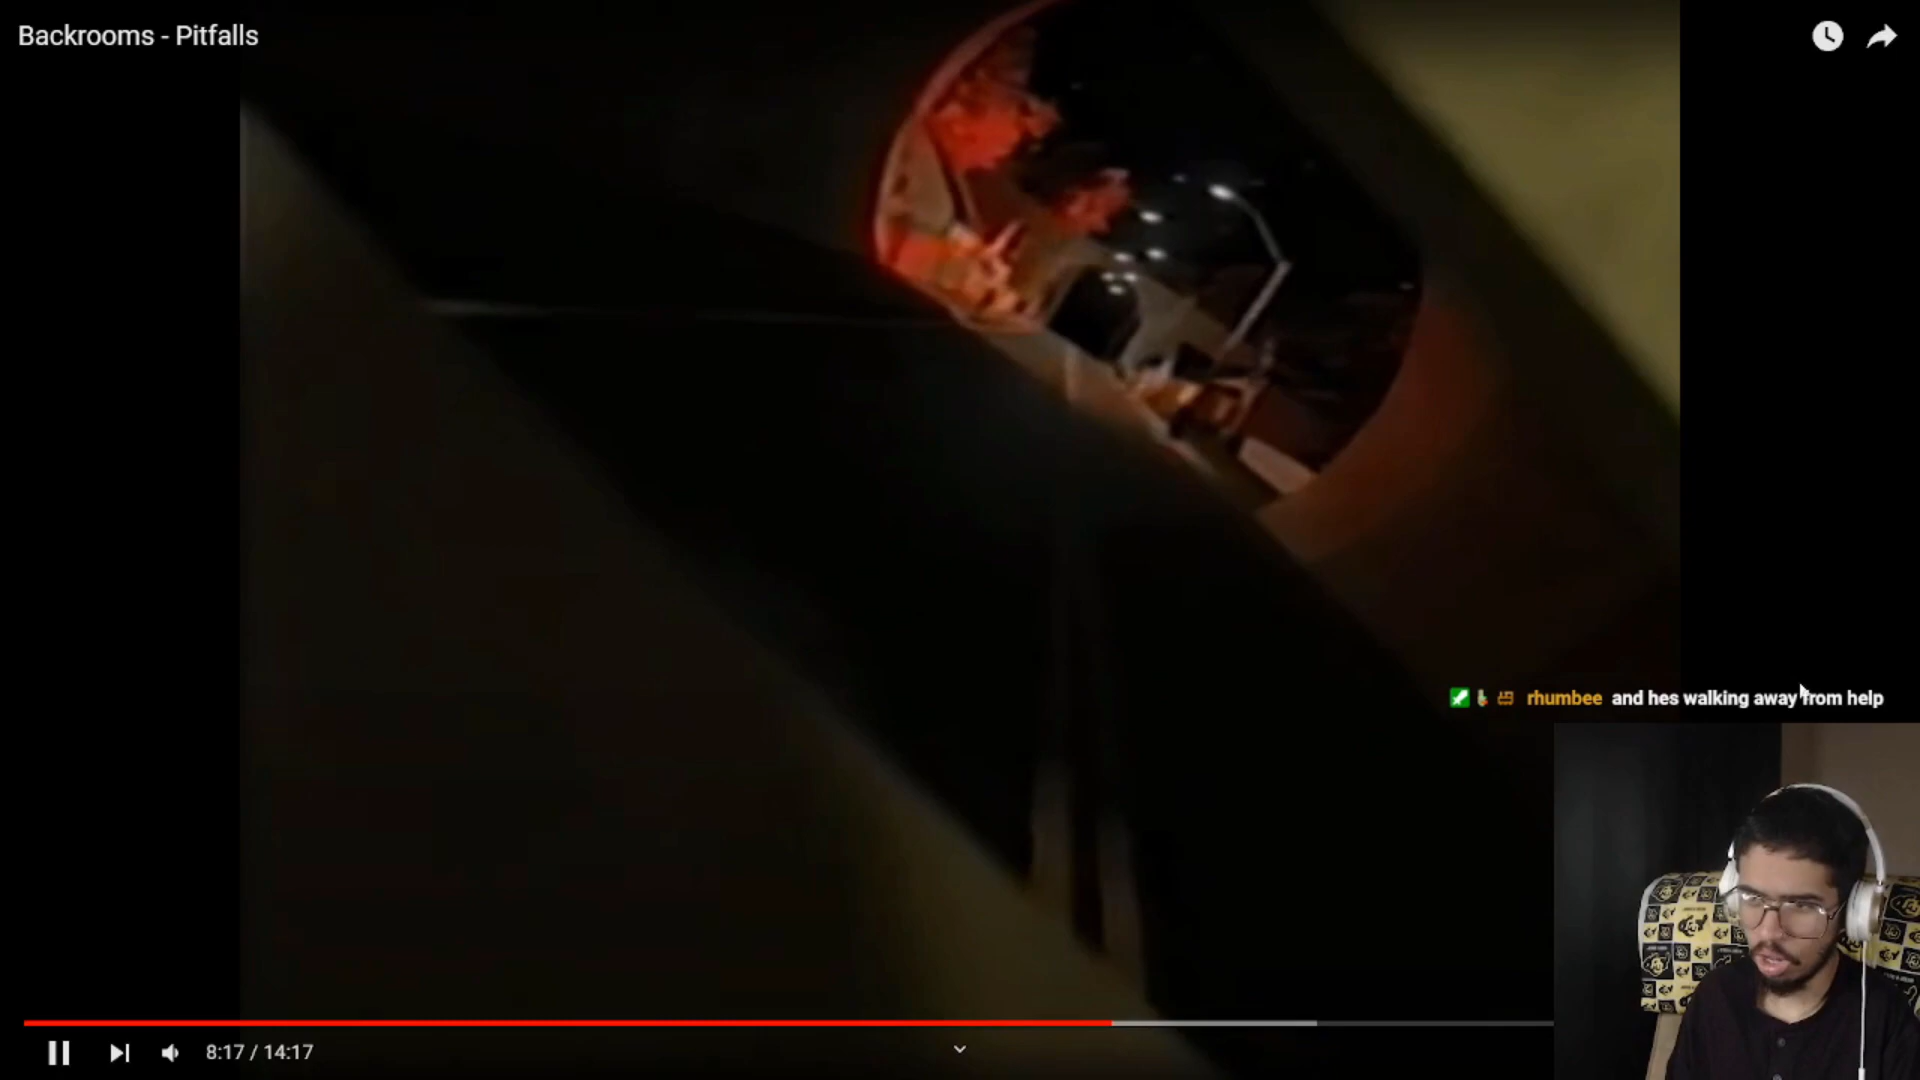 Backrooms - Pitfalls
rhumbee and hes walking away from help
8:17 / 14:17